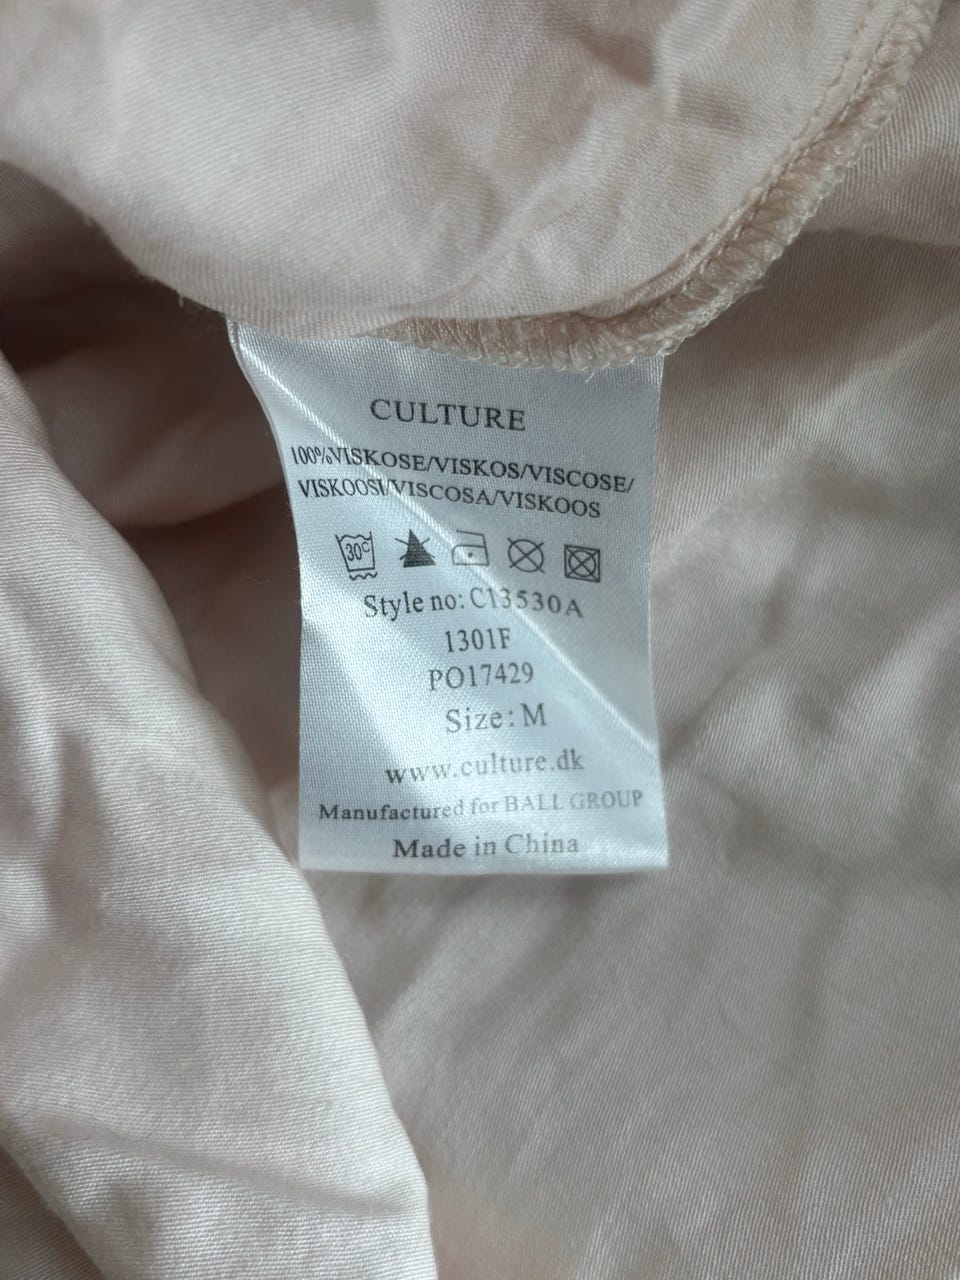 CULTURE
100%VISKOSE/VISKOS/VISCOSE/
VISKOOSI/VISCOSA/VISKOOS
30°C
Style no: C13530A
1301F
PO17429
Size: M
www.culture.dk
Manufactured for BALL GROUP
Made in China